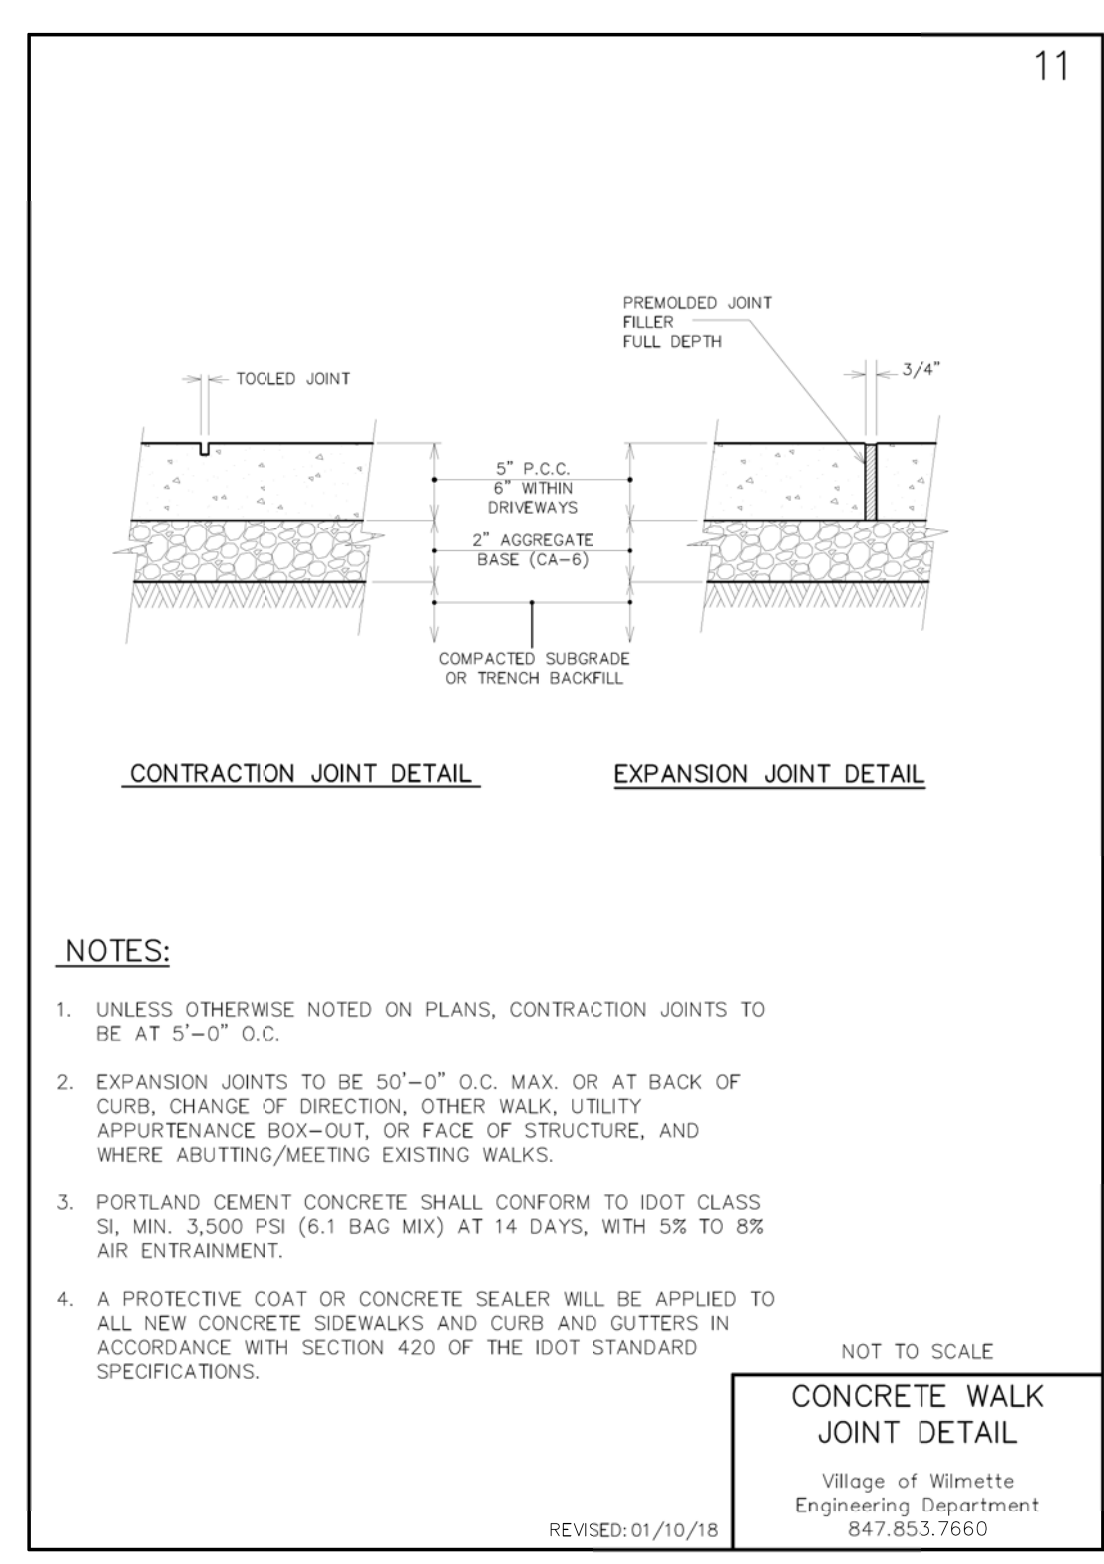 11
PREMOLDED JOINT
FILLER
FULL DEPTH
TOOLED JOINT
3/4"
5" P.C.C.
6" WITHIN
DRIVEWAYS
2" AGGREGATE
BASE (CA-6)
COMPACTED SUBGRADE
OR TRENCH BACKFILL
CONTRACTION JOINT DETAIL
EXPANSION JOINT DETAIL
NOTES:
1. UNLESS OTHERWISE NOTED ON PLANS, CONTRACTION JOINTS TO
BE AT 5'-0" O.C.
2. EXPANSION JOINTS TO BE 50'-0" O.C. MAX. OR AT BACK OF
CURB, CHANGE OF DIRECTION, OTHER WALK, UTILITY
APPURTENANCE BOX-OUT, OR FACE OF STRUCTURE, AND
WHERE ABUTTING/MEETING EXISTING WALKS.
3. PORTLAND CEMENT CONCRETE SHALL CONFORM TO IDOT CLASS
SI, MIN. 3,500 PSI (6.1 BAG MIX) AT 14 DAYS, WITH 5% TO 8%
AIR ENTRAINMENT.
4. A PROTECTIVE COAT OR CONCRETE SEALER WILL BE APPLIED TO
ALL NEW CONCRETE SIDEWALKS AND CURB AND GUTTERS IN
ACCORDANCE WITH SECTION 420 OF THE IDOT STANDARD
SPECIFICATIONS.
NOT TO SCALE
CONCRETE WALK
JOINT DETAIL
Village of Wilmette
Engineering Department
847.853.7660
REVISED: 01/10/18